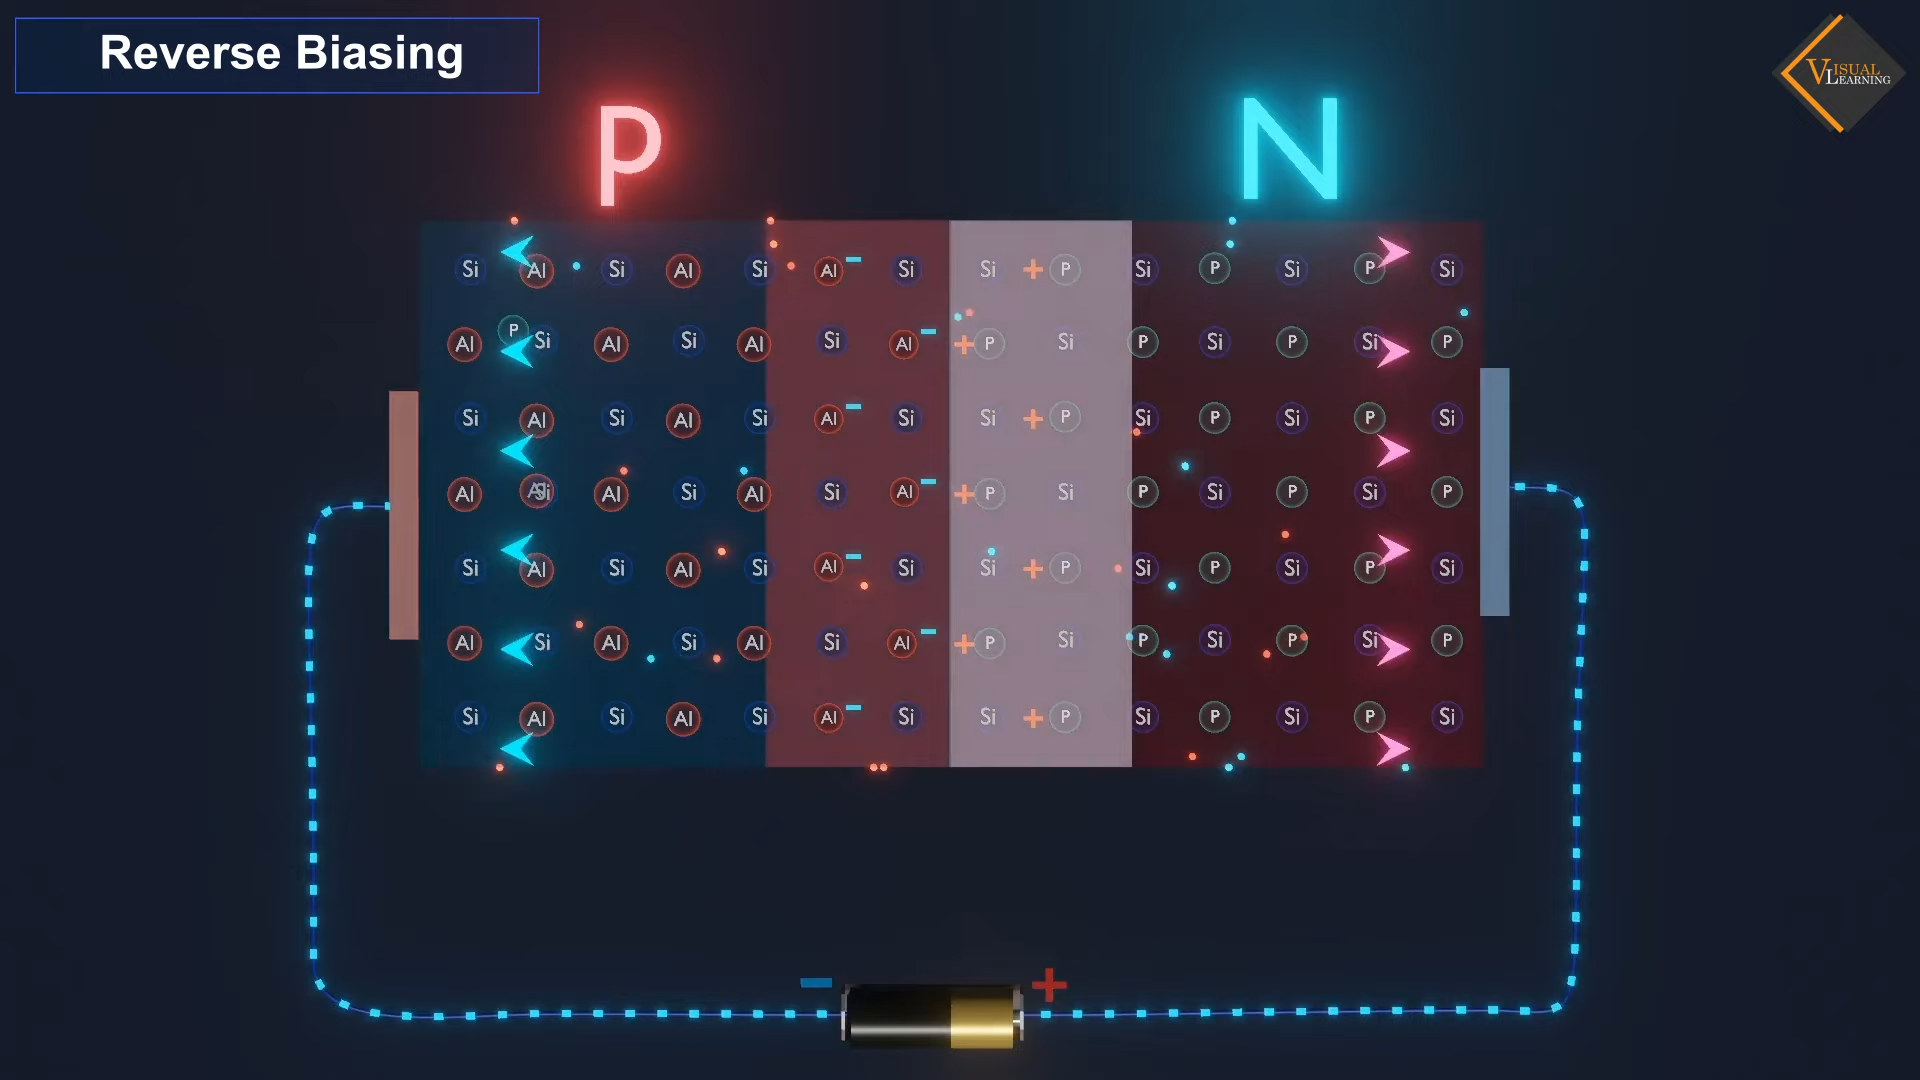 Reverse Biasing
VISUAL
LEARNING
P N
Si Al Si Al Si Al − Si Si + P Si P Si P Si
Al P Si Al Si Al Si Al − + P Si P Si P Si P
Si Al Si Al Si Al − Si Si + P Si P Si P Si
Al Al Si Al Si Al Si Al − + P Si P Si P Si P
Si Al Si Al Si Al − Si Si + P Si P Si P Si
Al Si Al Si Al Si Al − + P Si P Si P Si P
Si Al Si Al Si Al − Si Si + P Si P Si P Si
− +